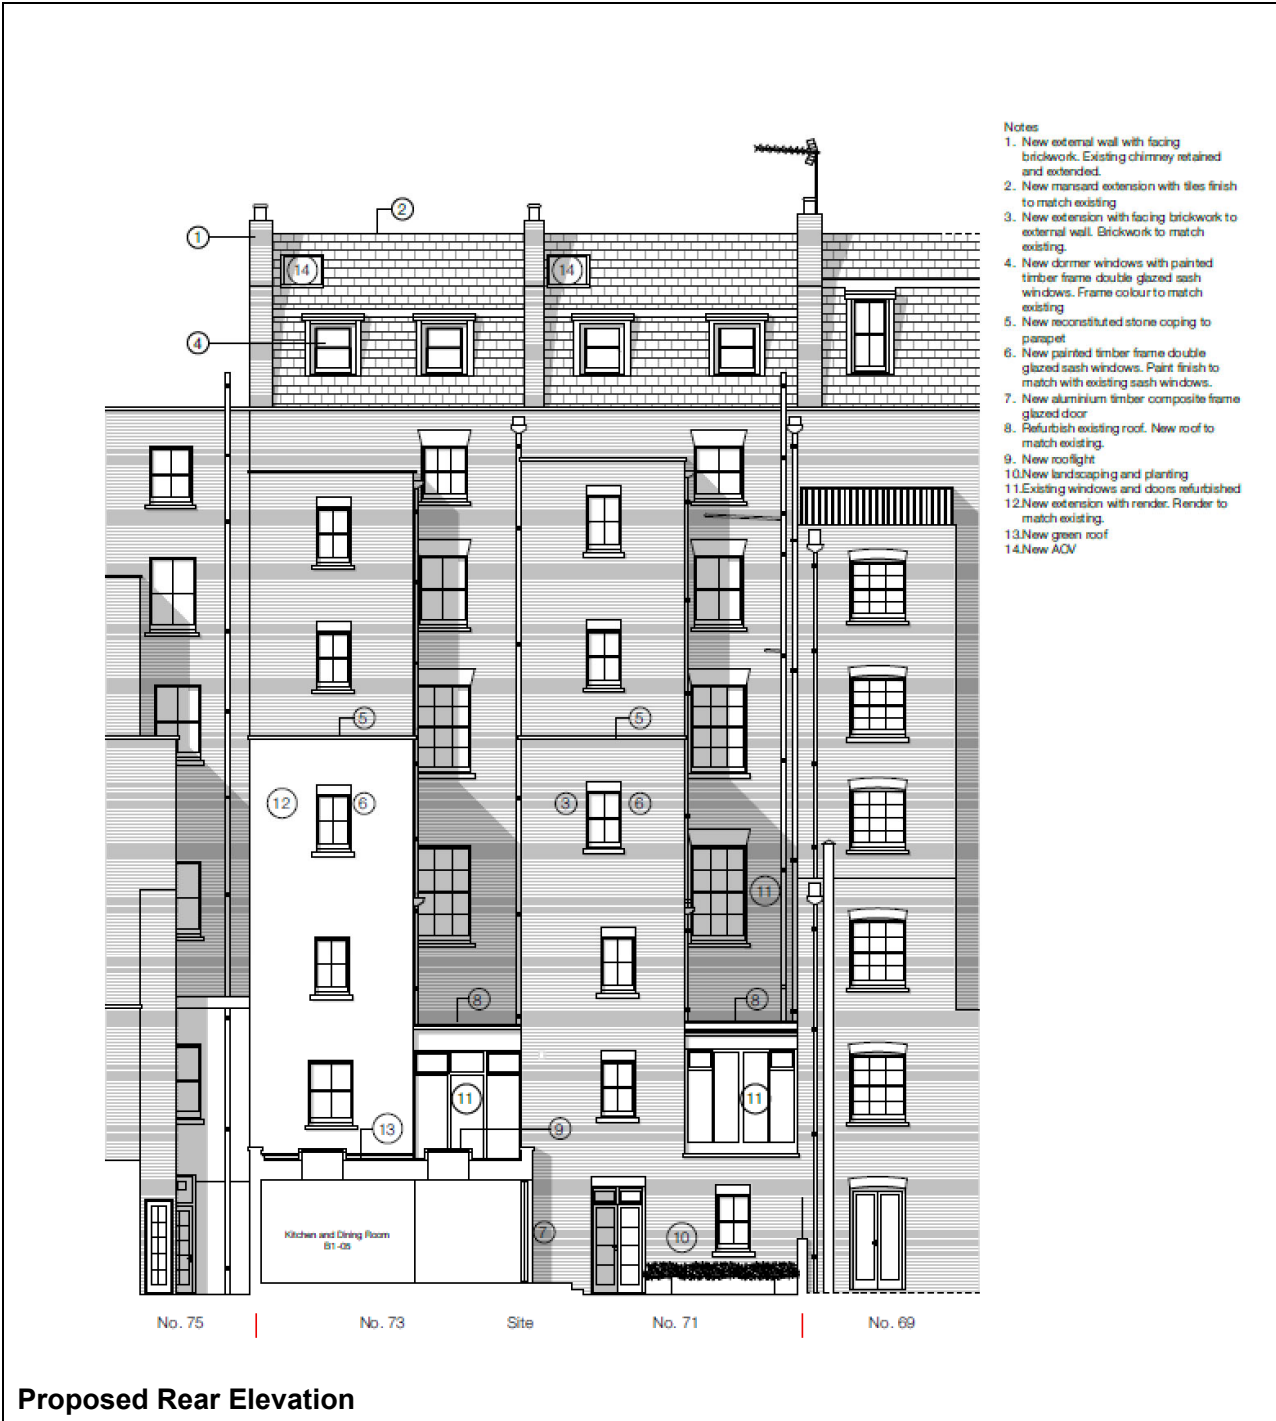 Notes
1. New external wall with facing
brickwork. Existing chimney retained
and extended.
2. New mansard extension with tiles finish
to match existing
3. New extension with facing brickwork to
external wall. Brickwork to match
existing.
4. New dormer windows with painted
timber frame double glazed sash
windows. Frame colour to match
existing
5. New reconstituted stone coping to
parapet
6. New painted timber frame double
glazed sash windows. Paint finish to
match with existing sash windows.
7. New aluminium timber composite frame
glazed door
8. Refurbish existing roof. New roof to
match existing.
9. New rooflight
10.New landscaping and planting
11.Existing windows and doors refurbished
12.New extension with render. Render to
match existing.
13.New green roof
14.New AOV
2
1
14
14
4
5
5
12
6
3
6
11
8
8
11
11
13
9
7
10
Kitchen and Dining Room
B1-05
No. 75
No. 73
Site
No. 71
No. 69
Proposed Rear Elevation